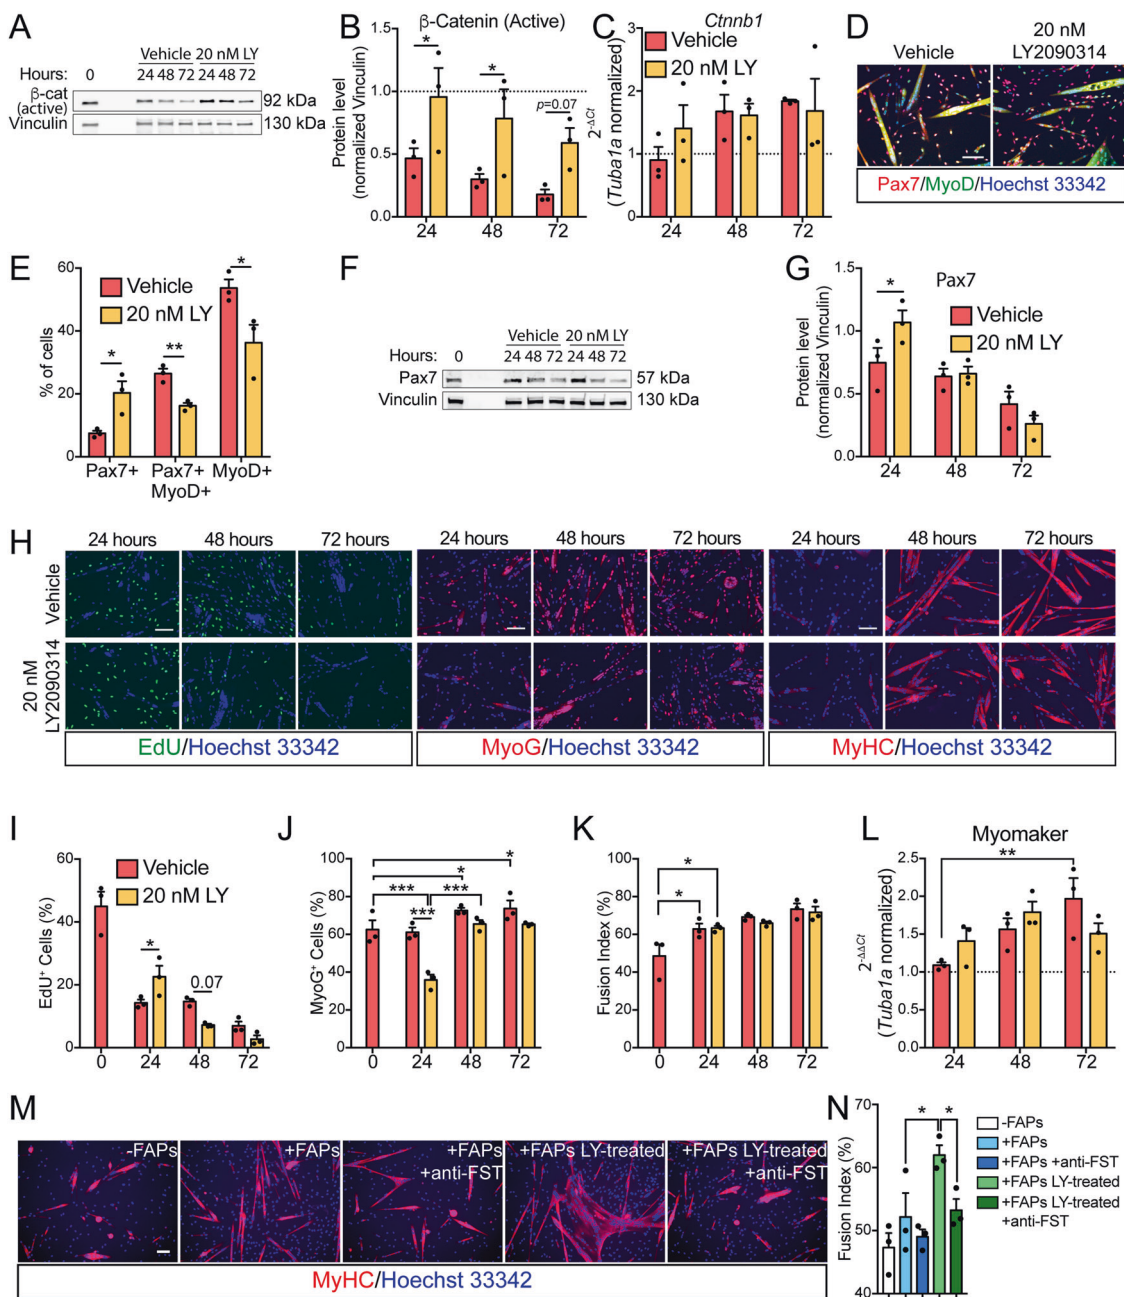 A
Vehicle 20 nM LY
Hours: 0 24 48 72 24 48 72
β-cat
(active)
92 kDa
Vinculin
130 kDa
B
β-Catenin (Active)
Protein level
(normalized Vinculin)
1.5
1.0
0.5
0.0
*
*
p=0.07
24 48 72
C
Ctnnb1
Vehicle
20 nM LY
2-ΔCt
(Tuba1a normalized)
3
2
1
0
24 48 72
D
Vehicle
20 nM
LY2090314
Pax7/MyoD/Hoechst 33342
E
% of cells
60
40
20
0
Vehicle
20 nM LY
*
**
*
Pax7+
Pax7+
MyoD+
MyoD+
F
Vehicle 20 nM LY
Hours: 0 24 48 72 24 48 72
Pax7
57 kDa
Vinculin
130 kDa
G
Pax7
Protein level
(normalized Vinculin)
1.5
1.0
0.5
0.0
*
Vehicle
20 nM LY
24 48 72
H
24 hours 48 hours 72 hours 24 hours 48 hours 72 hours 24 hours 48 hours 72 hours
Vehicle
20 nM
LY2090314
EdU/Hoechst 33342
MyoG/Hoechst 33342
MyHC/Hoechst 33342
I
EdU+ Cells (%)
60
40
20
0
Vehicle
20 nM LY
*
0.07
0 24 48 72
J
MyoG+ Cells (%)
100
80
60
40
20
0
*
*
*** ***
***
0 24 48 72
K
Fusion Index (%)
100
80
60
40
20
0
*
*
0 24 48 72
L
Myomaker
2-ΔΔCt
(Tuba1a normalized)
2.5
2.0
1.5
1.0
0.0
**
24 48 72
M
-FAPs
+FAPs
+FAPs
+anti-FST
+FAPs LY-treated
+FAPs LY-treated
+anti-FST
MyHC/Hoechst 33342
N
Fusion Index (%)
70
60
50
40
* *
-FAPs
+FAPs
+FAPs +anti-FST
+FAPs LY-treated
+FAPs LY-treated
+anti-FST